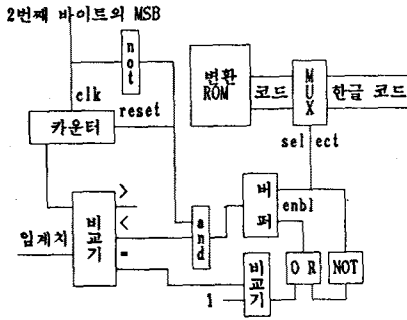 2번째 바이트의 MSB
not
변환 ROM
코드
MUX
한글 코드
clk
reset
카운터
select
>
<
=
비교기
임계치
and
버퍼
enbl
비교기
1
OR
NOT